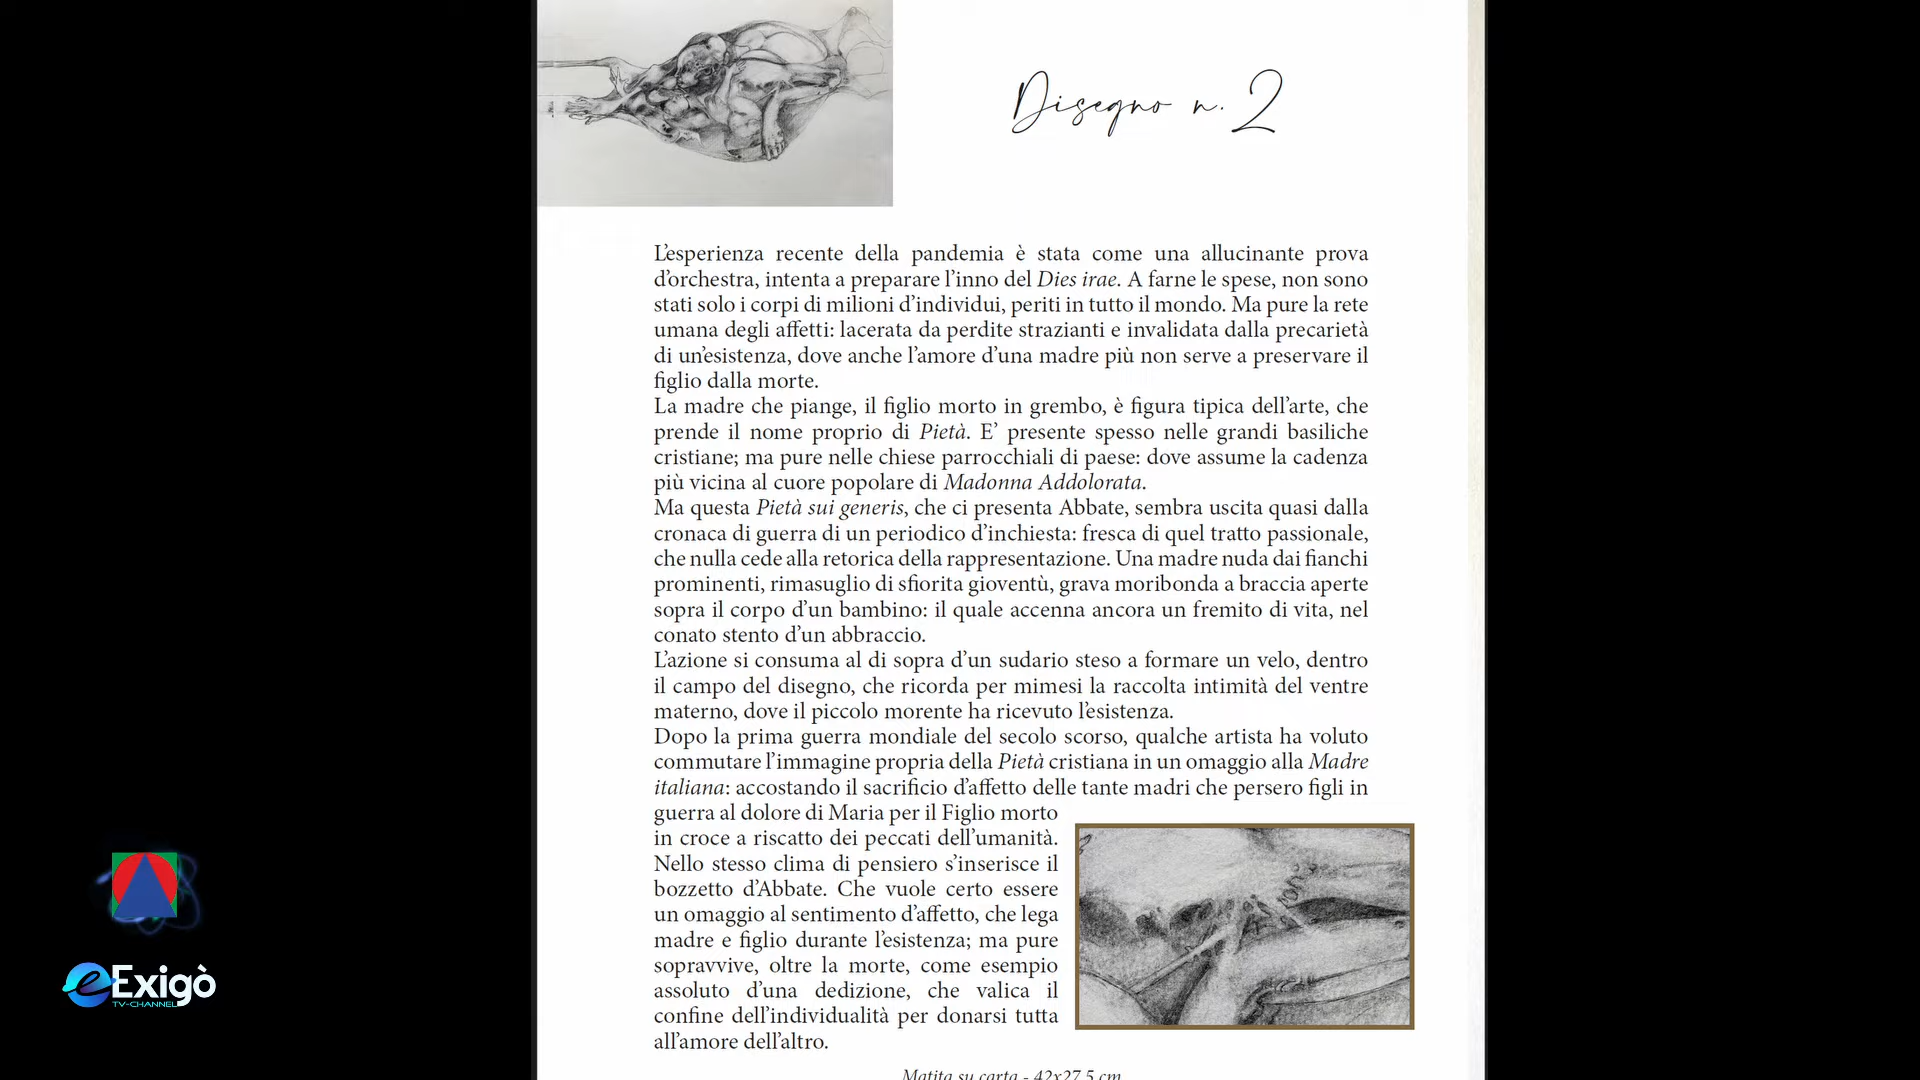 Disegno n. 2
L'esperienza recente della pandemia è stata come una allucinante prova
d'orchestra, intenta a preparare l'inno del Dies irae. A farne le spese, non sono
stati solo i corpi di milioni d'individui, periti in tutto il mondo. Ma pure la rete
umana degli affetti: lacerata da perdite strazianti e invalidata dalla precarietà
di un'esistenza, dove anche l'amore d'una madre più non serve a preservare il
figlio dalla morte.
La madre che piange, il figlio morto in grembo, è figura tipica dell'arte, che
prende il nome proprio di Pietà. E' presente spesso nelle grandi basiliche
cristiane; ma pure nelle chiese parrocchiali di paese: dove assume la cadenza
più vicina al cuore popolare di Madonna Addolorata.
Ma questa Pietà sui generis, che ci presenta Abbate, sembra uscita quasi dalla
cronaca di guerra di un periodico d'inchiesta: fresca di quel tratto passionale,
che nulla cede alla retorica della rappresentazione. Una madre nuda dai fianchi
prominenti, rimasuglio di sfiorita gioventù, grava moribonda a braccia aperte
sopra il corpo d'un bambino: il quale accenna ancora un fremito di vita, nel
conato stento d'un abbraccio.
L'azione si consuma al di sopra d'un sudario steso a formare un velo, dentro
il campo del disegno, che ricorda per mimesi la raccolta intimità del ventre
materno, dove il piccolo morente ha ricevuto l'esistenza.
Dopo la prima guerra mondiale del secolo scorso, qualche artista ha voluto
commutare l'immagine propria della Pietà cristiana in un omaggio alla Madre
italiana: accostando il sacrificio d'affetto delle tante madri che persero figli in
guerra al dolore di Maria per il Figlio morto
in croce a riscatto dei peccati dell'umanità.
Nello stesso clima di pensiero s'inserisce il
bozzetto d'Abbate. Che vuole certo essere
un omaggio al sentimento d'affetto, che lega
madre e figlio durante l'esistenza; ma pure
sopravvive, oltre la morte, come esempio
assoluto d'una dedizione, che valica il
confine dell'individualità per donarsi tutta
all'amore dell'altro.
Matita su carta - 42x27,5 cm
Exigò
TV-CHANNEL